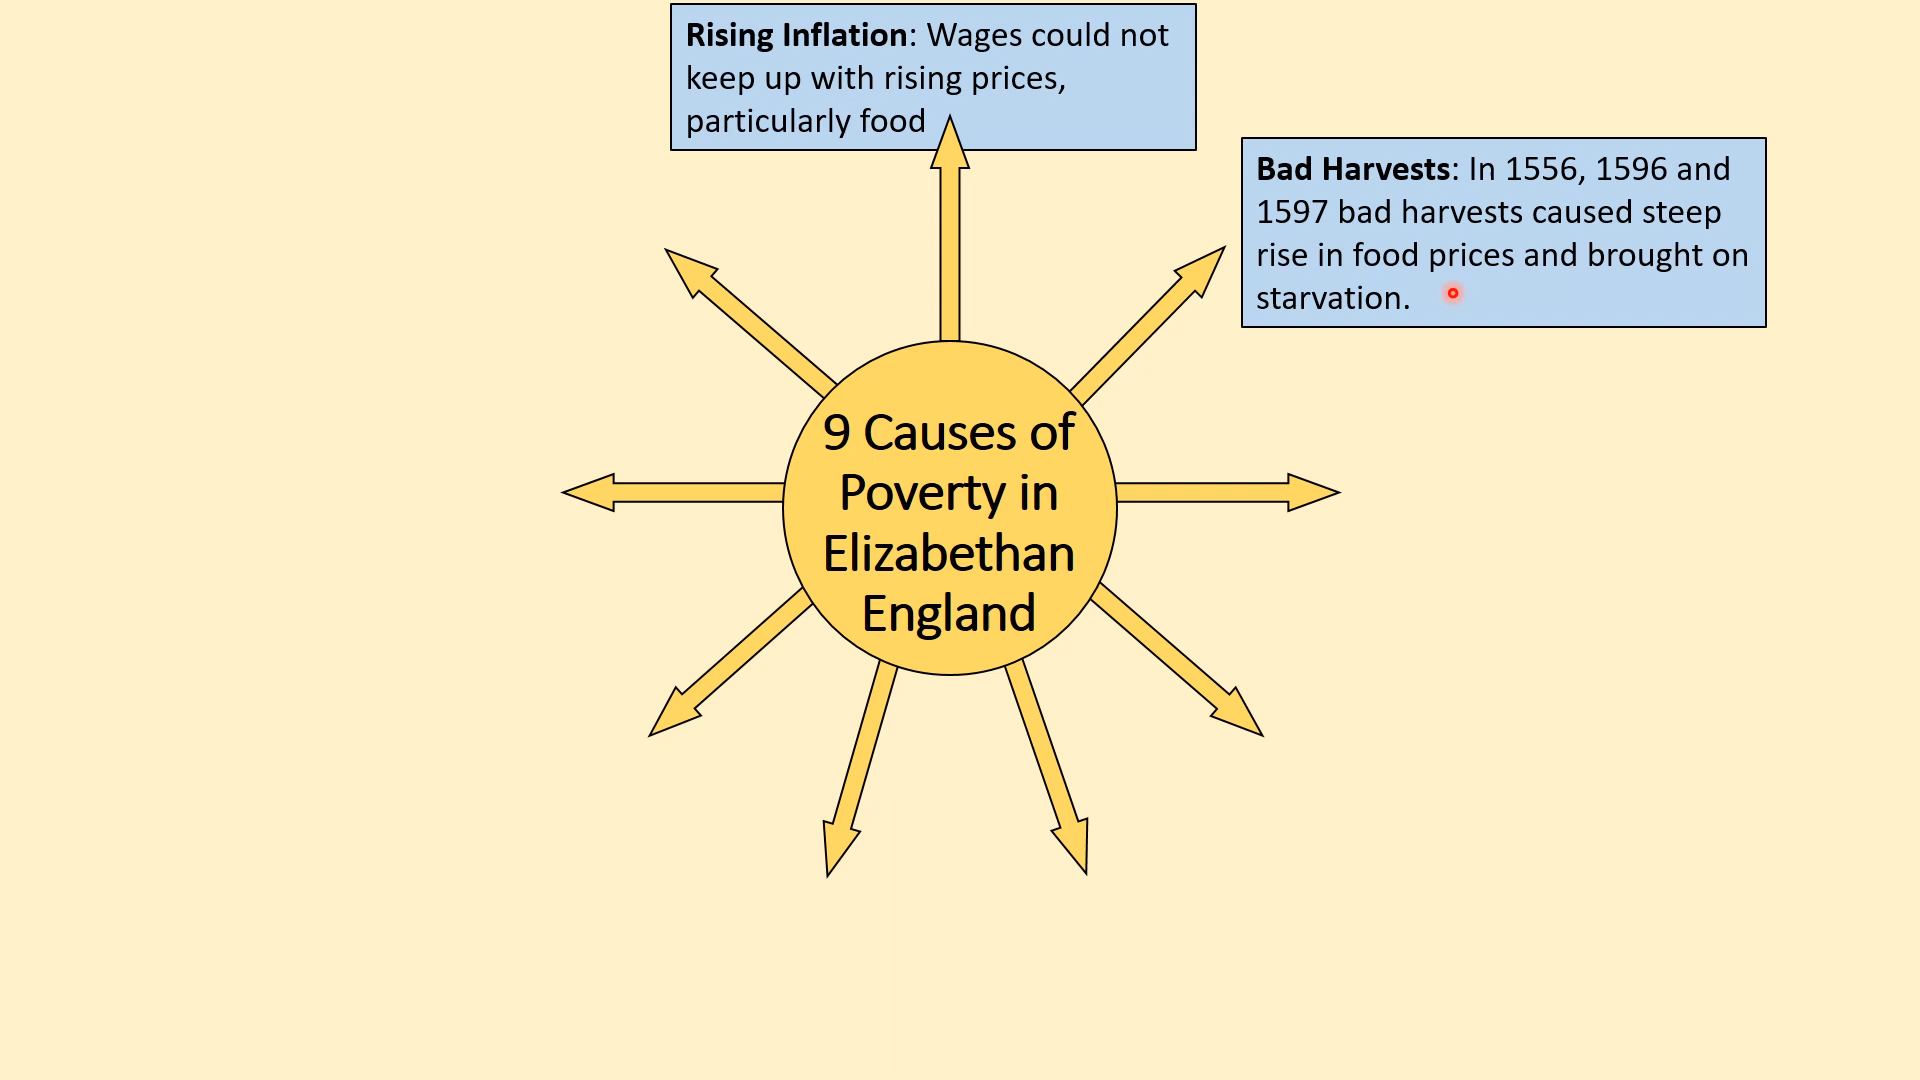 Rising Inflation: Wages could not
keep up with rising prices,
particularly food
Bad Harvests: In 1556, 1596 and
1597 bad harvests caused steep
rise in food prices and brought on
starvation.
9 Causes of
Poverty in
Elizabethan
England